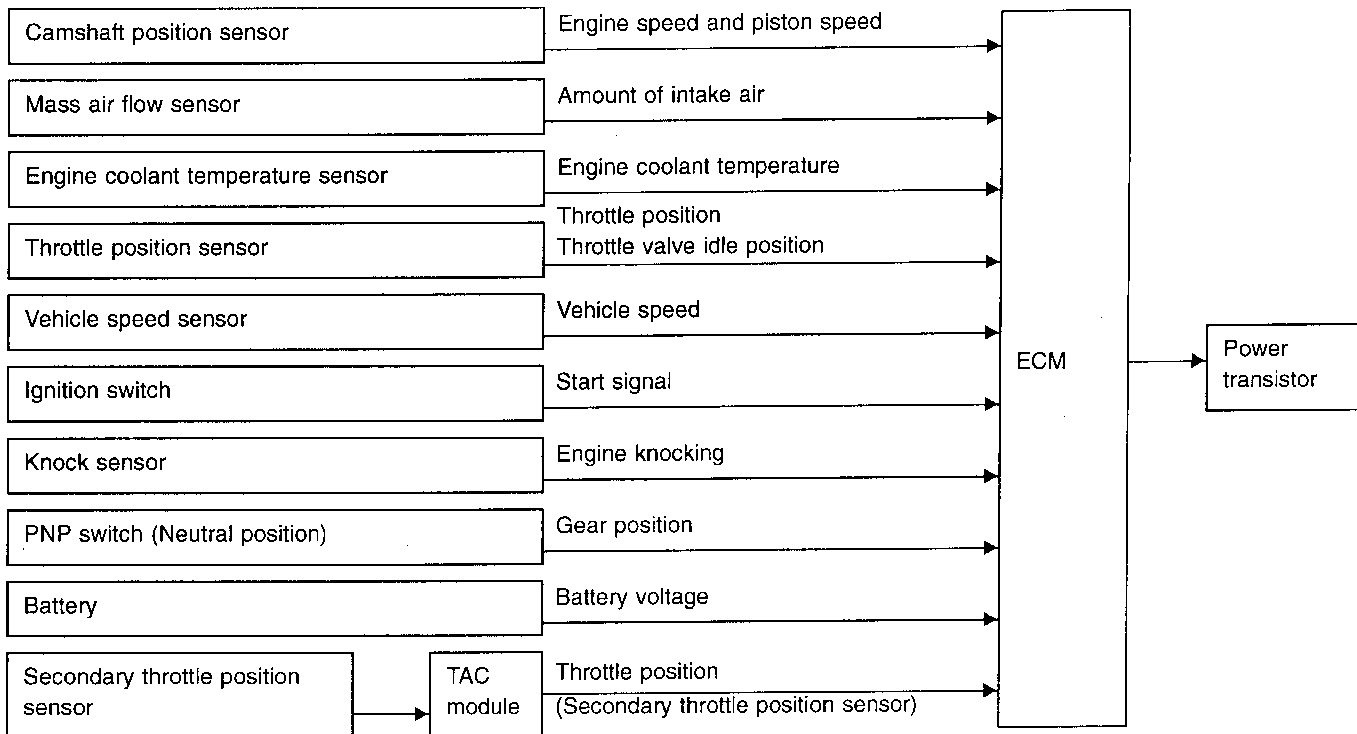 Camshaft position sensor
Engine speed and piston speed
Mass air flow sensor
Amount of intake air
Engine coolant temperature sensor
Engine coolant temperature
Throttle position sensor
Throttle position
Throttle valve idle position
Vehicle speed sensor
Vehicle speed
Ignition switch
Start signal
Knock sensor
Engine knocking
PNP switch (Neutral position)
Gear position
Battery
Battery voltage
Secondary throttle position
sensor
TAC
module
Throttle position
(Secondary throttle position sensor)
ECM
Power
transistor